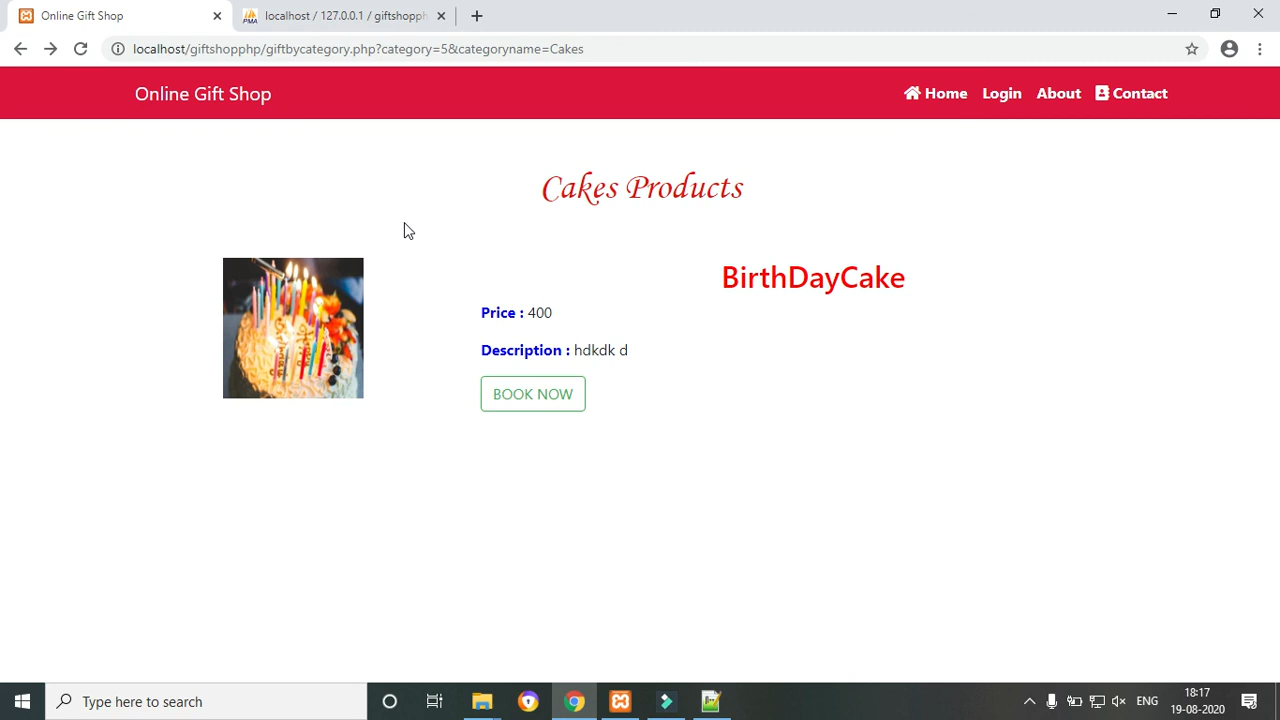 Online Gift Shop
localhost / 127.0.0.1 / giftshopph
localhost/giftshopphp/giftbycategory.php?category=5&categoryname=Cakes
Online Gift Shop
Home Login About Contact
Cakes Products
BirthDayCake
Price : 400
Description : hdkdk d
BOOK NOW
Type here to search
ENG
18:17
19-08-2020